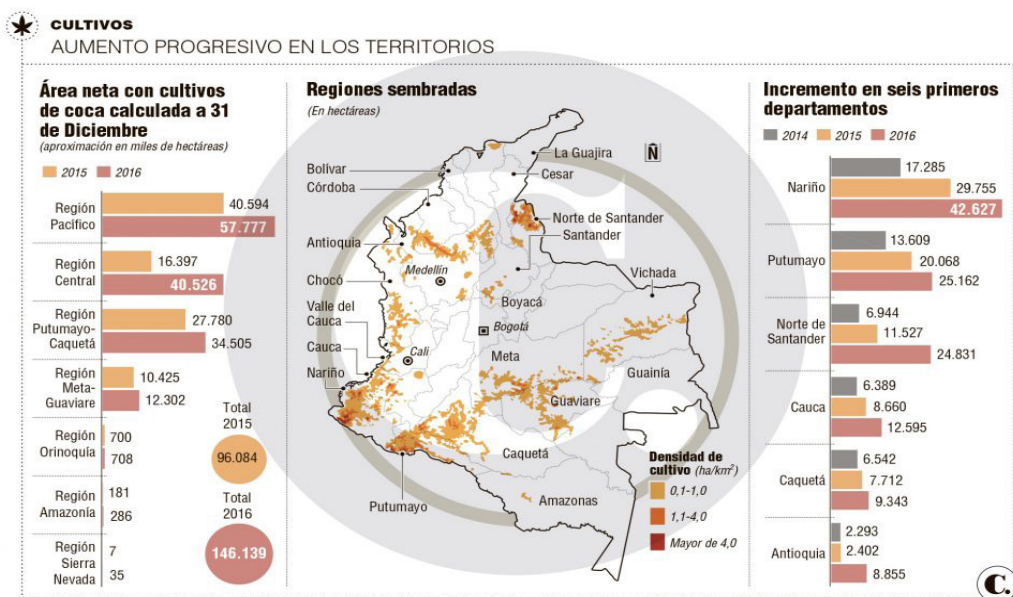 CULTIVOS
AUMENTO PROGRESIVO EN LOS TERRITORIOS
Área neta con cultivos
de coca calculada a 31
de Diciembre
(aproximación en miles de hectáreas)
2015 2016
Región
Pacífico
40.594
57.777
Región
Central
16.397
40.526
Región
Putumayo-
Caquetá
27.780
34.505
Región
Meta-
Guaviare
10.425
12.302
Región
Orinoquía
700
708
Región
Amazonía
181
286
Región
Sierra
Nevada
7
35
Total
2015
96.084
Total
2016
146.139
Regiones sembradas
(En hectáreas)
Ñ
La Guajira
Bolívar
Cesar
Córdoba
Norte de Santander
Santander
Antioquia
Medellín
Chocó
Vichada
Boyacá
Valle del
Cauca
Bogotá
Cauca
Cali
Meta
Nariño
Guainía
Guaviare
Caquetá
Putumayo
Amazonas
Densidad de
cultivo (ha/km²)
0,1-1,0
1,1-4,0
Mayor de 4,0
Incremento en seis primeros
departamentos
2014 2015 2016
Nariño
17.285
29.755
42.627
Putumayo
13.609
20.068
25.162
Norte de
Santander
6.944
11.527
24.831
Cauca
6.389
8.660
12.595
Caquetá
6.542
7.712
9.343
Antioquia
2.293
2.402
8.855
C.